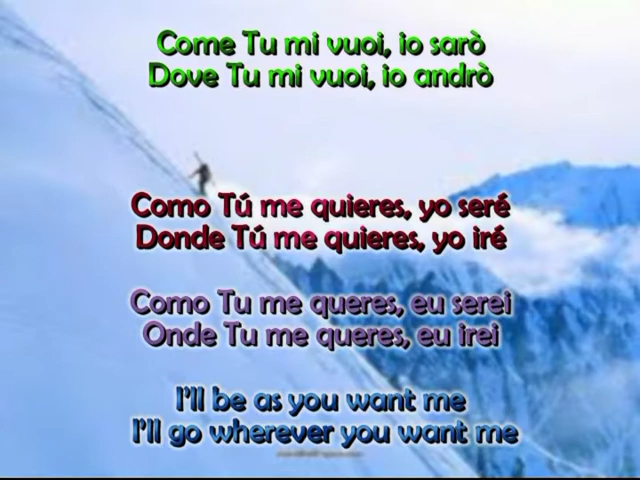 Come Tu mi vuoi, io sarò
Dove Tu mi vuoi, io andrò
Como Tú me quieres, yo seré
Donde Tú me quieres, yo iré
Como Tu me queres, eu serei
Onde Tu me queres, eu irei
I'll be as you want me
I'll go wherever you want me